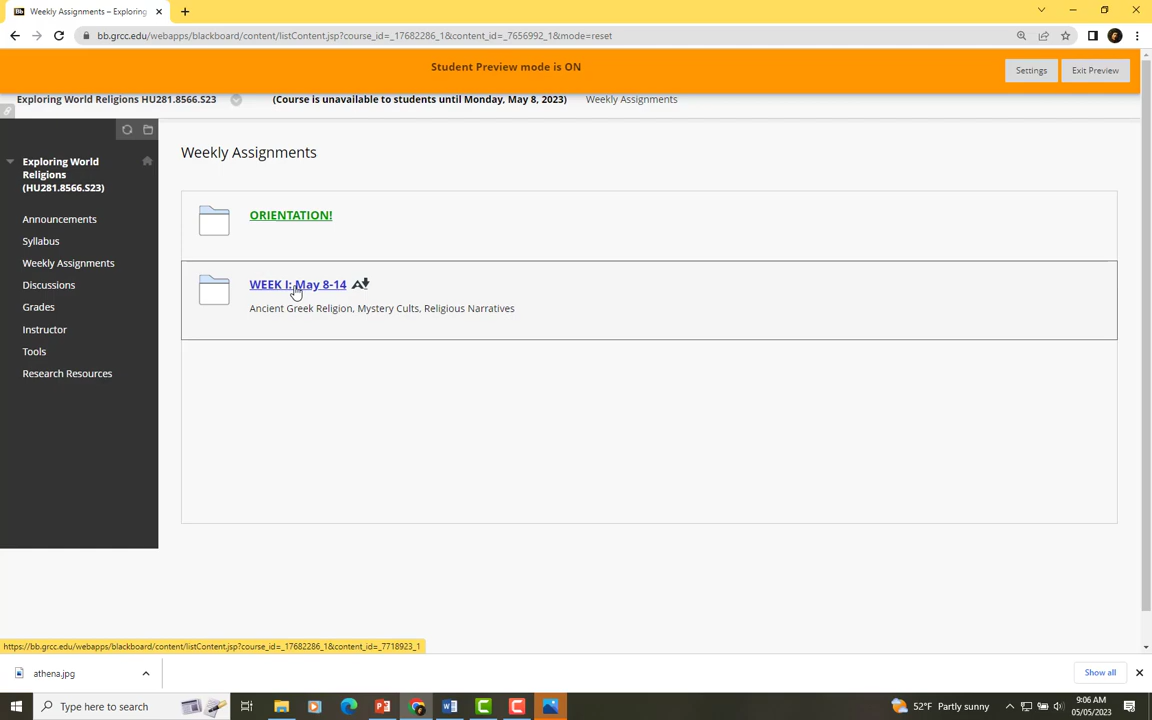 Weekly Assignments – Exploring
bb.grcc.edu/webapps/blackboard/content/listContent.jsp?course_id=_17682286_1&content_id=_7656992_1&mode=reset
Student Preview mode is ON
Settings
Exit Preview
Exploring World Religions HU281.8566.S23
(Course is unavailable to students until Monday, May 8, 2023)
Weekly Assignments
Exploring World
Religions
(HU281.8566.S23)
Announcements
Syllabus
Weekly Assignments
Discussions
Grades
Instructor
Tools
Research Resources
Weekly Assignments
ORIENTATION!
WEEK I: May 8-14
Ancient Greek Religion, Mystery Cults, Religious Narratives
https://bb.grcc.edu/webapps/blackboard/content/listContent.jsp?course_id=_17682286_1&content_id=_7718923_1
athena.jpg
Show all
Type here to search
52°F Partly sunny
9:06 AM
05/05/2023